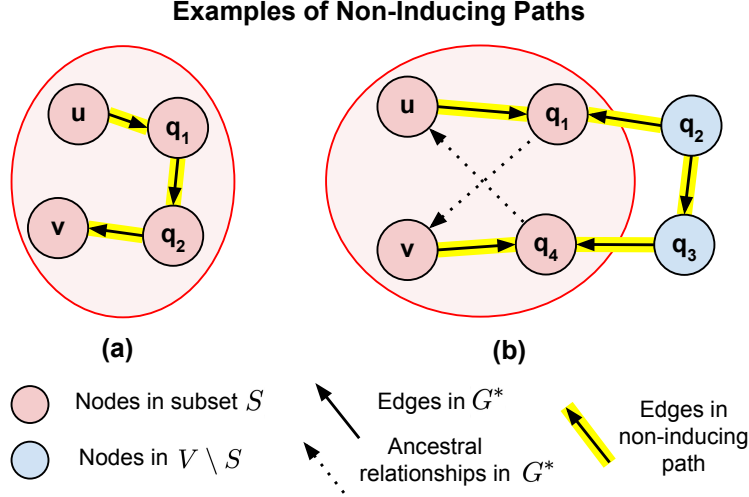 Examples of Non-Inducing Paths
u
q₁
v
q₂
(a)
u
q₁
q₂
v
q₄
q₃
(b)
Nodes in subset S
Nodes in V \ S
Edges in G*
Ancestral
relationships in G*
Edges in
non-inducing
path